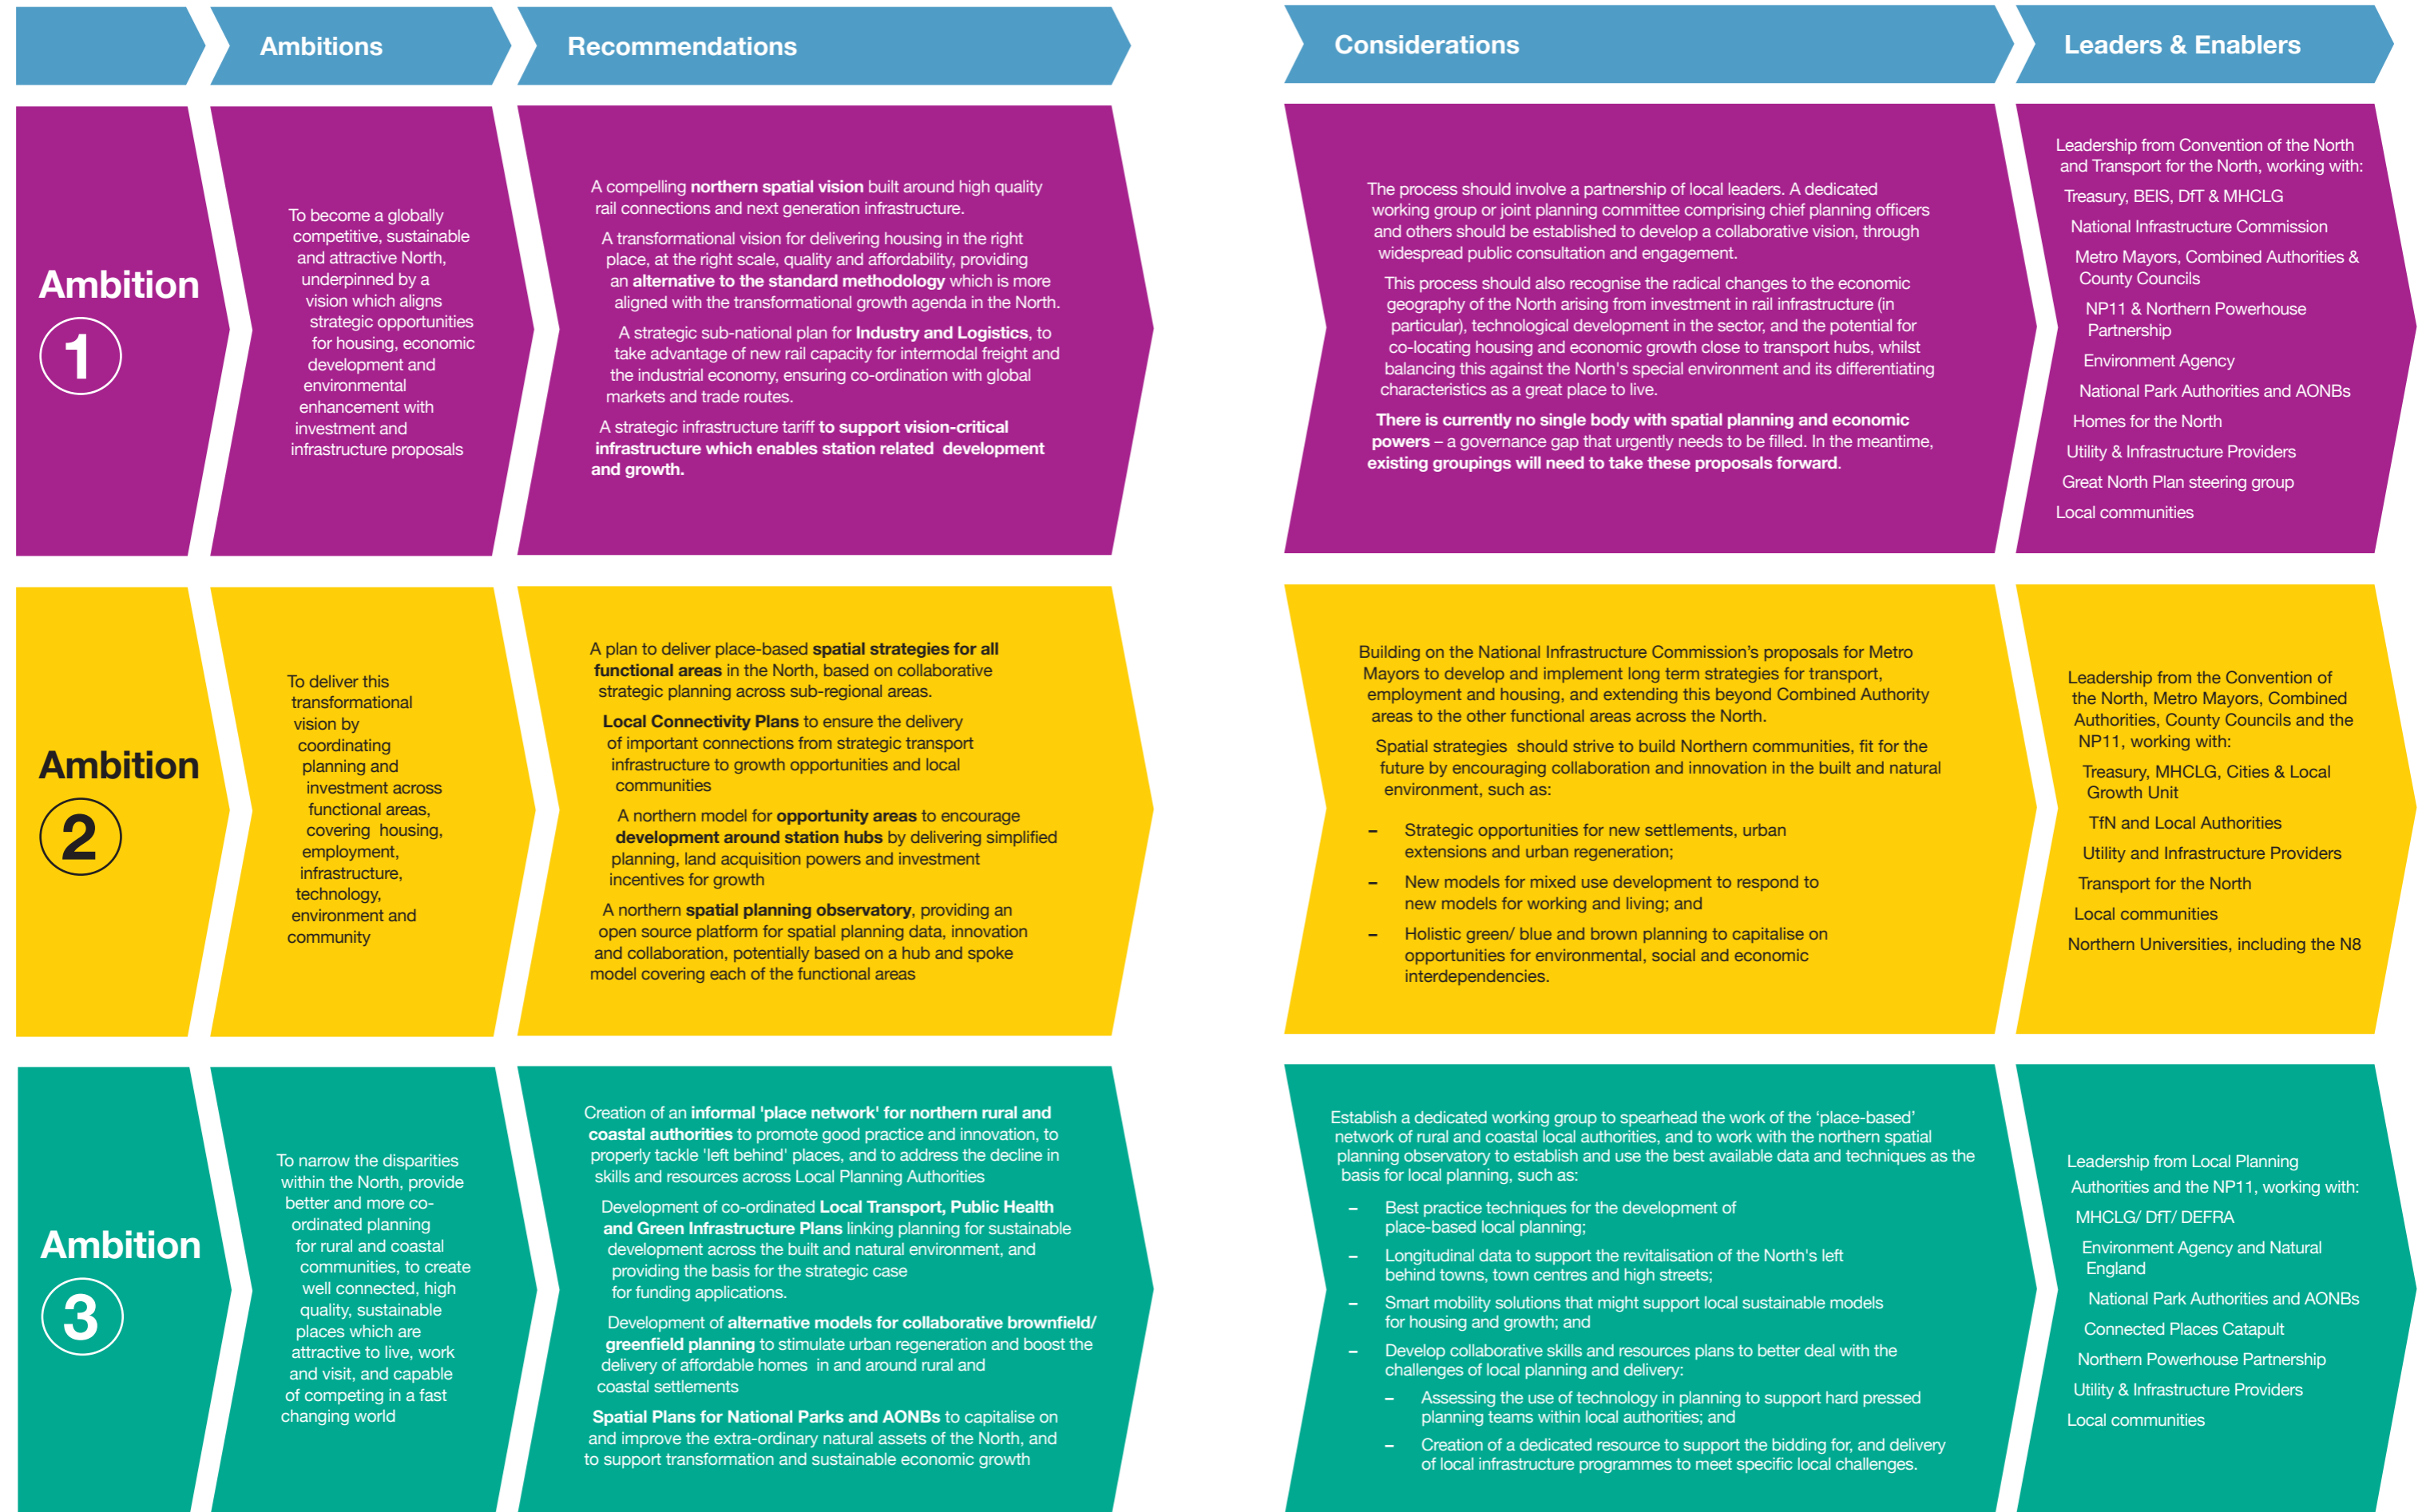 Ambitions
Recommendations
Considerations
Leaders & Enablers
Ambition
1
To become a globally
competitive, sustainable
and attractive North,
underpinned by a
vision which aligns
strategic opportunities
for housing, economic
development and
environmental
enhancement with
investment and
infrastructure proposals
A compelling northern spatial vision built around high quality
rail connections and next generation infrastructure.
A transformational vision for delivering housing in the right
place, at the right scale, quality and affordability, providing
an alternative to the standard methodology which is more
aligned with the transformational growth agenda in the North.
A strategic sub-national plan for Industry and Logistics, to
take advantage of new rail capacity for intermodal freight and
the industrial economy, ensuring co-ordination with global
markets and trade routes.
A strategic infrastructure tariff to support vision-critical
infrastructure which enables station related development
and growth.
The process should involve a partnership of local leaders. A dedicated
working group or joint planning committee comprising chief planning officers
and others should be established to develop a collaborative vision, through
widespread public consultation and engagement.
This process should also recognise the radical changes to the economic
geography of the North arising from investment in rail infrastructure (in
particular), technological development in the sector, and the potential for
co-locating housing and economic growth close to transport hubs, whilst
balancing this against the North's special environment and its differentiating
characteristics as a great place to live.
There is currently no single body with spatial planning and economic
powers – a governance gap that urgently needs to be filled. In the meantime,
existing groupings will need to take these proposals forward.
Leadership from Convention of the North
and Transport for the North, working with:
Treasury, BEIS, DfT & MHCLG
National Infrastructure Commission
Metro Mayors, Combined Authorities &
County Councils
NP11 & Northern Powerhouse
Partnership
Environment Agency
National Park Authorities and AONBs
Homes for the North
Utility & Infrastructure Providers
Great North Plan steering group
Local communities
Ambition
2
To deliver this
transformational
vision by
coordinating
planning and
investment across
functional areas,
covering housing,
employment,
infrastructure,
technology,
environment and
community
A plan to deliver place-based spatial strategies for all
functional areas in the North, based on collaborative
strategic planning across sub-regional areas.
Local Connectivity Plans to ensure the delivery
of important connections from strategic transport
infrastructure to growth opportunities and local
communities
A northern model for opportunity areas to encourage
development around station hubs by delivering simplified
planning, land acquisition powers and investment
incentives for growth
A northern spatial planning observatory, providing an
open source platform for spatial planning data, innovation
and collaboration, potentially based on a hub and spoke
model covering each of the functional areas
Building on the National Infrastructure Commission’s proposals for Metro
Mayors to develop and implement long term strategies for transport,
employment and housing, and extending this beyond Combined Authority
areas to the other functional areas across the North.
Spatial strategies should strive to build Northern communities, fit for the
future by encouraging collaboration and innovation in the built and natural
environment, such as:
– Strategic opportunities for new settlements, urban
extensions and urban regeneration;
– New models for mixed use development to respond to
new models for working and living; and
– Holistic green/ blue and brown planning to capitalise on
opportunities for environmental, social and economic
interdependencies.
Leadership from the Convention of
the North, Metro Mayors, Combined
Authorities, County Councils and the
NP11, working with:
Treasury, MHCLG, Cities & Local
Growth Unit
TfN and Local Authorities
Utility and Infrastructure Providers
Transport for the North
Local communities
Northern Universities, including the N8
Ambition
3
To narrow the disparities
within the North, provide
better and more co-
ordinated planning
for rural and coastal
communities, to create
well connected, high
quality, sustainable
places which are
attractive to live, work
and visit, and capable
of competing in a fast
changing world
Creation of an informal 'place network' for northern rural and
coastal authorities to promote good practice and innovation, to
properly tackle 'left behind' places, and to address the decline in
skills and resources across Local Planning Authorities
Development of co-ordinated Local Transport, Public Health
and Green Infrastructure Plans linking planning for sustainable
development across the built and natural environment, and
providing the basis for the strategic case
for funding applications.
Development of alternative models for collaborative brownfield/
greenfield planning to stimulate urban regeneration and boost the
delivery of affordable homes in and around rural and
coastal settlements
Spatial Plans for National Parks and AONBs to capitalise on
and improve the extra-ordinary natural assets of the North, and
to support transformation and sustainable economic growth
Establish a dedicated working group to spearhead the work of the ‘place-based’
network of rural and coastal local authorities, and to work with the northern spatial
planning observatory to establish and use the best available data and techniques as the
basis for local planning, such as:
– Best practice techniques for the development of
place-based local planning;
– Longitudinal data to support the revitalisation of the North's left
behind towns, town centres and high streets;
– Smart mobility solutions that might support local sustainable models
for housing and growth; and
– Develop collaborative skills and resources plans to better deal with the
challenges of local planning and delivery:
– Assessing the use of technology in planning to support hard pressed
planning teams within local authorities; and
– Creation of a dedicated resource to support the bidding for, and delivery
of local infrastructure programmes to meet specific local challenges.
Leadership from Local Planning
Authorities and the NP11, working with:
MHCLG/ DfT/ DEFRA
Environment Agency and Natural
England
National Park Authorities and AONBs
Connected Places Catapult
Northern Powerhouse Partnership
Utility & Infrastructure Providers
Local communities